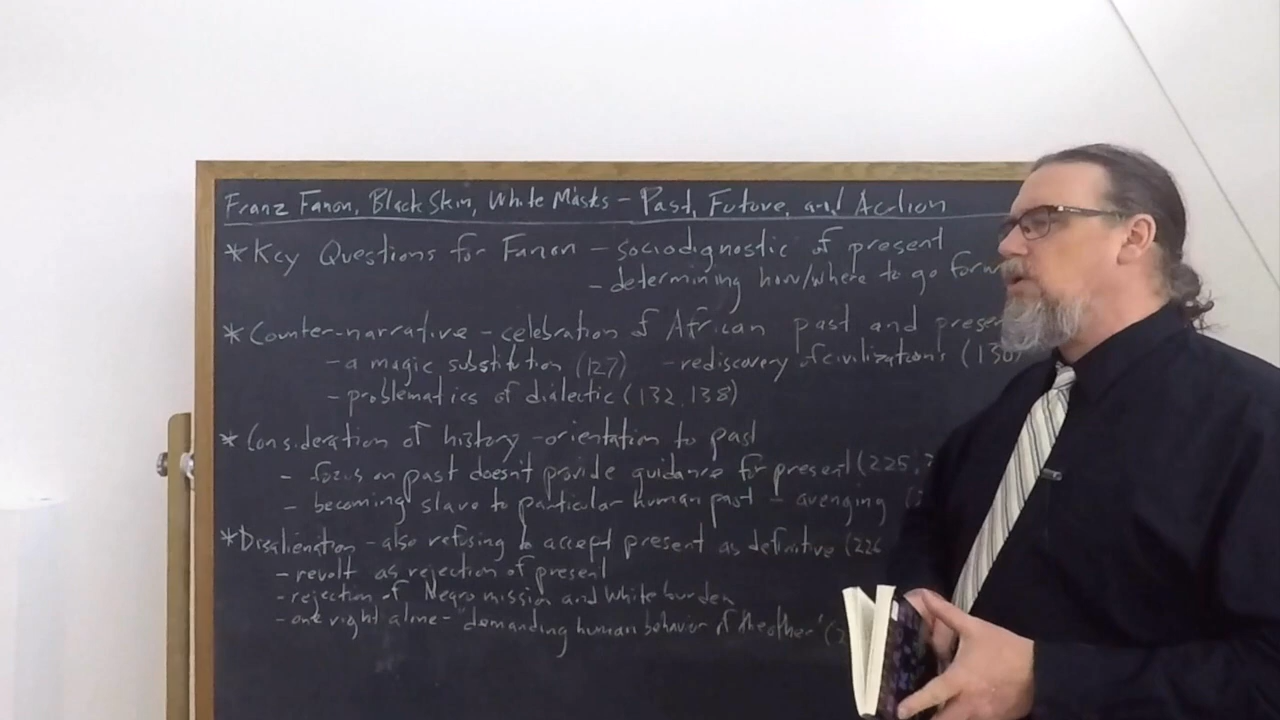 Franz Fanon, Black Skin, White Masks - Past, Future, and Action
* Key Questions for Fanon - sociodignostic of present
- determining how/where to go forw
* Counter-narrative - celebration of African past and prese
- a magic substitution (127) - rediscovery of civilizations (130)
- problematics of dialectic (132, 138)
* Consideration of history - orientation to past
- focus on past doesn't provide guidance for present (225,
- becoming slave to particular human past - avenging
* Disalienation - also refusing to accept present as definitive (226
- revolt as rejection of present
- rejection of Negro mission and white burden
- one right alone - "demanding human behavior of the other" (2